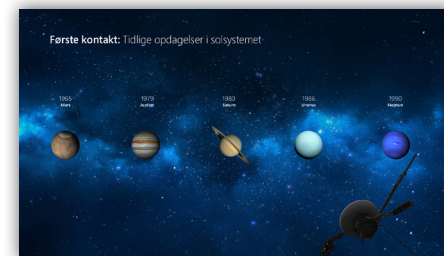 Første kontakt: Tidlige opdagelser i solsystemet
1965
Mars
1979
Jupiter
1980
Saturn
1986
Uranus
1990
Neptun